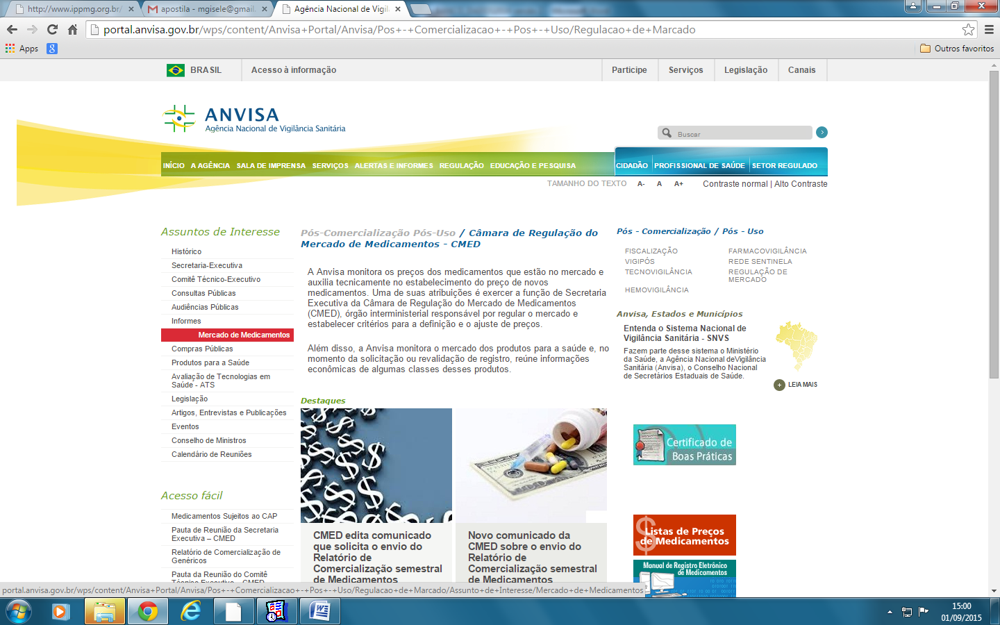 http://www.ippmg.org.br/
apostila - mgisele@gmail.
Agência Nacional de Vigil
portal.anvisa.gov.br/wps/content/Anvisa+Portal/Anvisa/Pos+-+Comercializacao+-+Pos+-+Uso/Regulacao+de+Marcado
Apps
Outros favoritos
BRASIL
Acesso à informação
Participe
Serviços
Legislação
Canais
ANVISA
Agência Nacional de Vigilância Sanitária
Buscar
INÍCIO A AGÊNCIA SALA DE IMPRENSA SERVIÇOS ALERTAS E INFORMES REGULAÇÃO EDUCAÇÃO E PESQUISA
CIDADÃO PROFISSIONAL DE SAÚDE SETOR REGULADO
TAMANHO DO TEXTO A- A A+ Contraste normal | Alto Contraste
Assuntos de Interesse
Histórico
Secretaria-Executiva
Comitê Técnico-Executivo
Consultas Públicas
Audiências Públicas
Informes
Mercado de Medicamentos
Compras Públicas
Produtos para a Saúde
Avaliação de Tecnologias em
Saúde - ATS
Legislação
Artigos, Entrevistas e Publicações
Eventos
Conselho de Ministros
Calendário de Reuniões
Acesso fácil
Medicamentos Sujeitos ao CAP
Pauta de Reunião da Secretaria
Executiva – CMED
Relatório de Comercialização de
Genéricos
Pauta da Reunião do Comitê
Técnico Executivo – CMED
Pós-Comercialização Pós-Uso / Câmara de Regulação do
Mercado de Medicamentos - CMED
A Anvisa monitora os preços dos medicamentos que estão no mercado e
auxilia tecnicamente no estabelecimento do preço de novos
medicamentos. Uma de suas atribuições é exercer a função de Secretaria
Executiva da Câmara de Regulação do Mercado de Medicamentos
(CMED), órgão interministerial responsável por regular o mercado e
estabelecer critérios para a definição e o ajuste de preços.
Além disso, a Anvisa monitora o mercado dos produtos para a saúde e, no
momento da solicitação ou revalidação de registro, reúne informações
econômicas de algumas classes desses produtos.
Destaques
CMED edita comunicado
que solicita o envio do
Relatório de
Comercialização semestral
de Medicamentos
Novo comunicado da
CMED sobre o envio do
Relatório de
Comercialização semestral
de Medicamentos
Pós - Comercialização / Pós - Uso
FISCALIZAÇÃO
FARMACOVIGILÂNCIA
VIGIPÓS
REDE SENTINELA
TECNOVIGILÂNCIA
REGULAÇÃO DE
MERCADO
HEMOVIGILÂNCIA
Anvisa, Estados e Municípios
Entenda o Sistema Nacional de
Vigilância Sanitária - SNVS
Fazem parte desse sistema o Ministério
da Saúde, a Agência Nacional deVigilância
Sanitária (Anvisa), o Conselho Nacional
de Secretários Estaduais de Saúde.
LEIA MAIS
Certificado de
Boas Práticas
Listas de Preços
de Medicamentos
Manual de Registro Eletrônico
de Medicamentos
portal.anvisa.gov.br/wps/content/Anvisa+Portal/Anvisa/Pos+-+Comercializacao+-+Pos+-+Uso/Regulacao+de+Marcado/Assunto+de+Interesse/Mercado+de+Medicamentos
15:00
01/09/2015